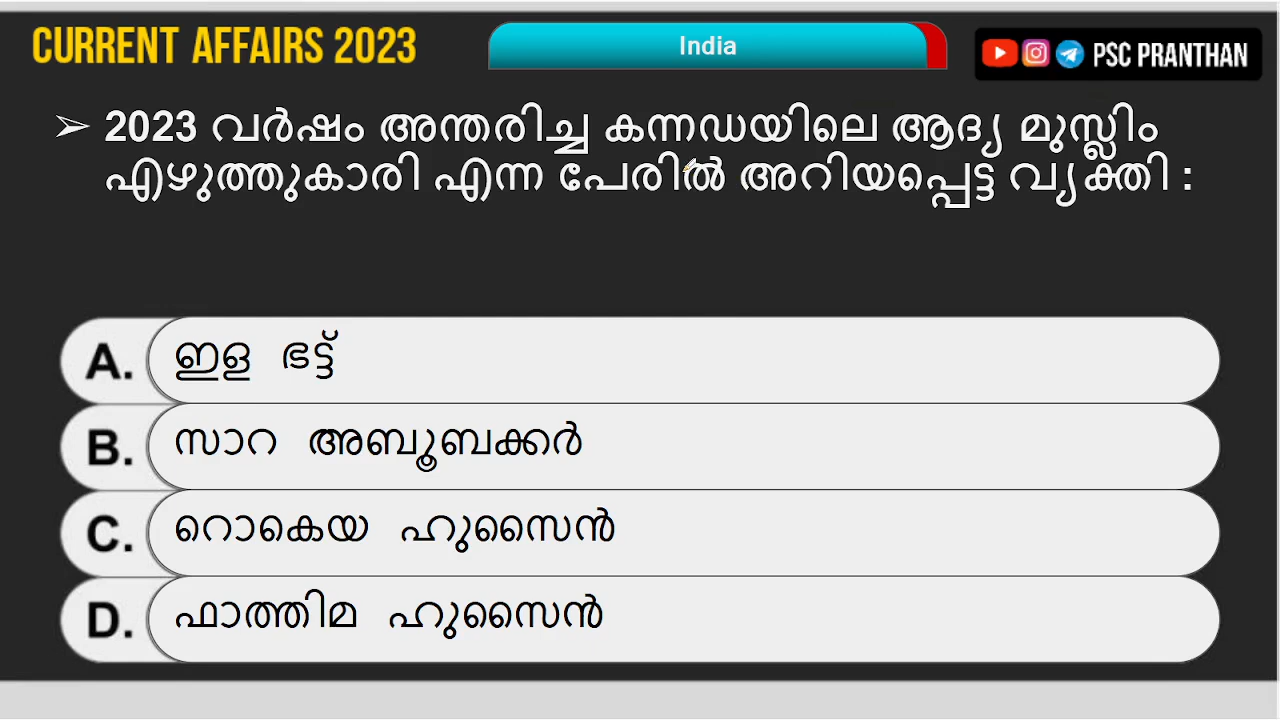 CURRENT AFFAIRS 2023
India
PSC PRANTHAN
➢ 2023 വർഷം അന്തരിച്ച കന്നഡയിലെ ആദ്യ മുസ്ലിം
എഴുത്തുകാരി എന്ന പേരിൽ അറിയപ്പെട്ട വ്യക്തി :
A. ഇള ഭട്ട്
B. സാറ അബൂബക്കർ
C. റൊകെയ ഹുസൈൻ
D. ഫാത്തിമ ഹുസൈൻ